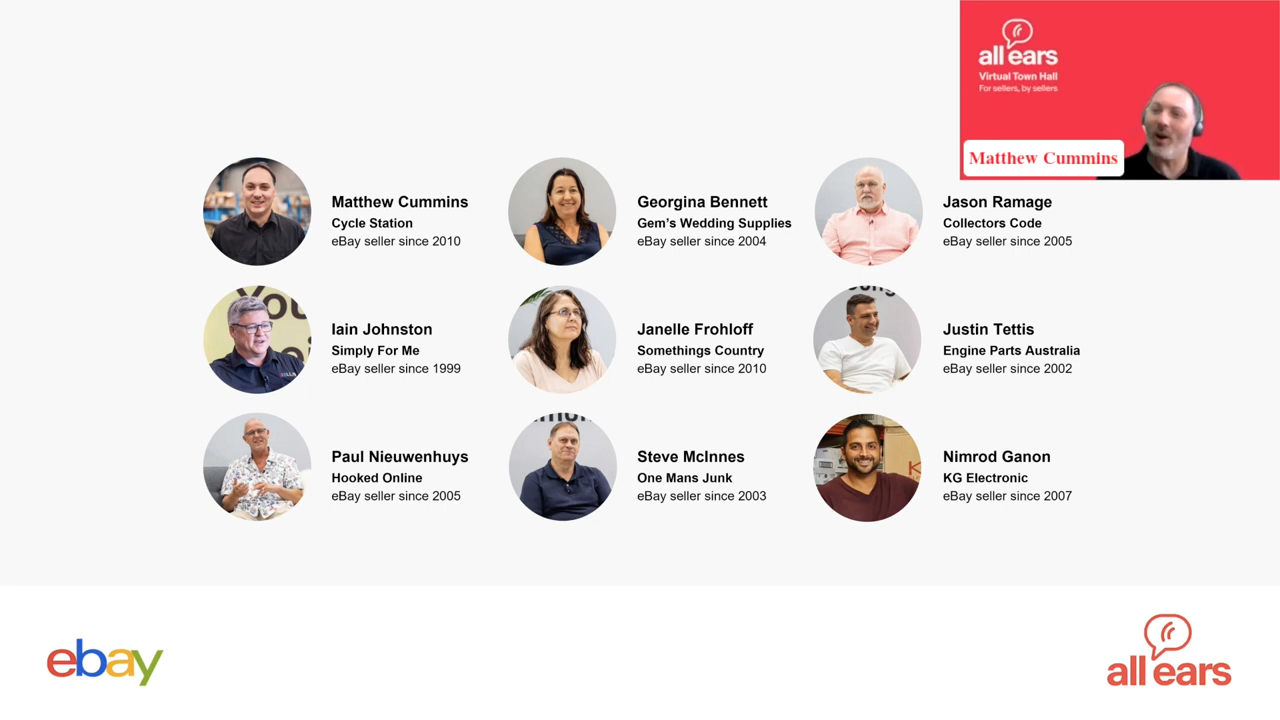 all ears
Virtual Town Hall
For sellers, by sellers
Matthew Cummins
Matthew Cummins
Cycle Station
eBay seller since 2010
Georgina Bennett
Gem's Wedding Supplies
eBay seller since 2004
Jason Ramage
Collectors Code
eBay seller since 2005
Iain Johnston
Simply For Me
eBay seller since 1999
Janelle Frohloff
Somethings Country
eBay seller since 2010
Justin Tettis
Engine Parts Australia
eBay seller since 2002
Paul Nieuwenhuys
Hooked Online
eBay seller since 2005
Steve McInnes
One Mans Junk
eBay seller since 2003
Nimrod Ganon
KG Electronic
eBay seller since 2007
ebay
all ears